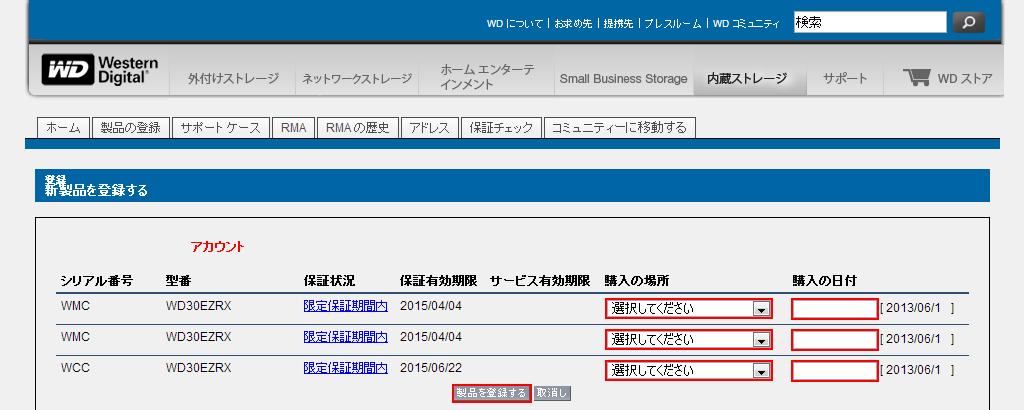 WD について | お求め先 | 提携先 | プレスルーム | WD コミュニティ
検索
WD Western Digital
外付けストレージ
ネットワークストレージ
ホーム エンターテインメント
Small Business Storage
内蔵ストレージ
サポート
WD ストア
ホーム
製品の登録
サポート ケース
RMA
RMA の歴史
アドレス
保証チェック
コミュニティーに移動する
登録
新製品を登録する
アカウント
シリアル番号 型番 保証状況 保証有効期限 サービス有効期限 購入の場所 購入の日付
WMC WD30EZRX 限定保証期間内 2015/04/04 選択してください [ 2013/06/1 ]
WMC WD30EZRX 限定保証期間内 2015/04/04 選択してください [ 2013/06/1 ]
WCC WD30EZRX 限定保証期間内 2015/06/22 選択してください [ 2013/06/1 ]
製品を登録する 取消し